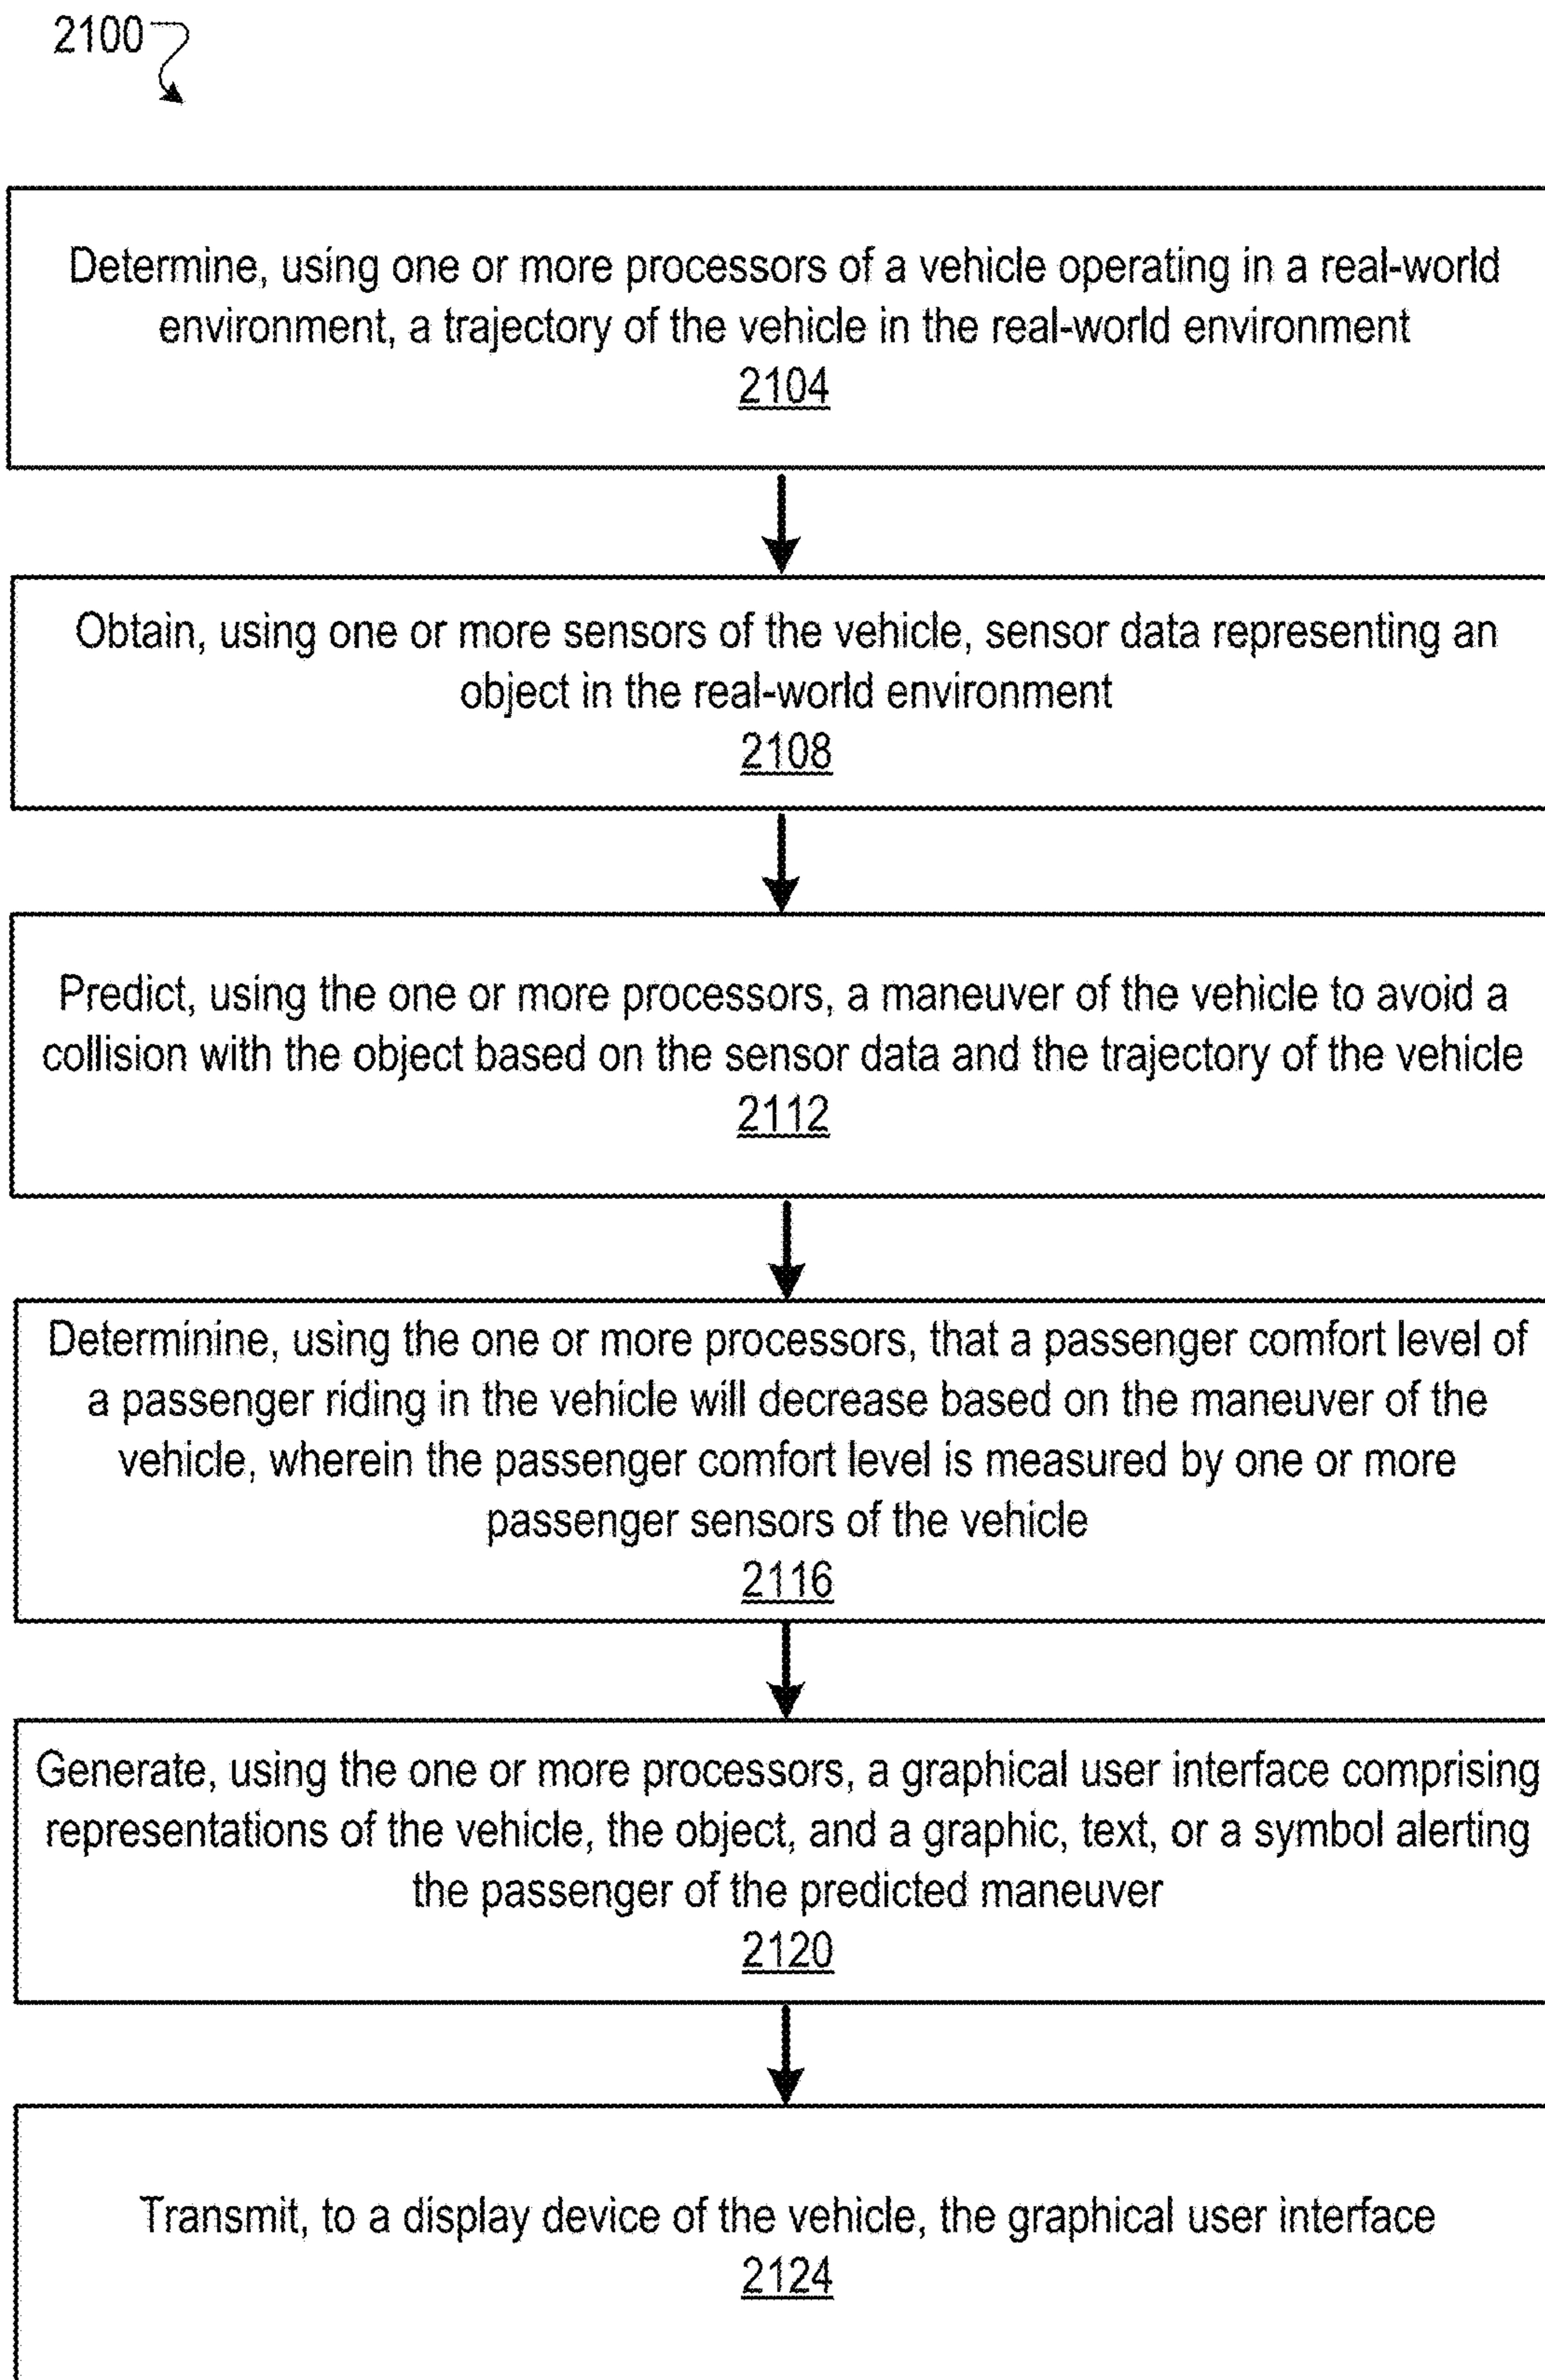 2100
Determine, using one or more processors of a vehicle operating in a real-world
environment, a trajectory of the vehicle in the real-world environment
2104
Obtain, using one or more sensors of the vehicle, sensor data representing an
object in the real-world environment
2108
Predict, using the one or more processors, a maneuver of the vehicle to avoid a
collision with the object based on the sensor data and the trajectory of the vehicle
2112
Determinine, using the one or more processors, that a passenger comfort level of
a passenger riding in the vehicle will decrease based on the maneuver of the
vehicle, wherein the passenger comfort level is measured by one or more
passenger sensors of the vehicle
2116
Generate, using the one or more processors, a graphical user interface comprising
representations of the vehicle, the object, and a graphic, text, or a symbol alerting
the passenger of the predicted maneuver
2120
Transmit, to a display device of the vehicle, the graphical user interface
2124